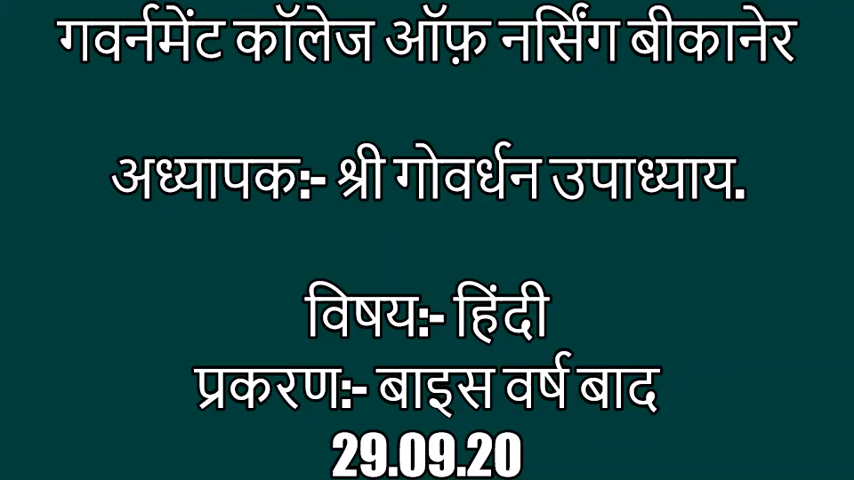 गवर्नमेंट कॉलेज ऑफ़ नर्सिंग बीकानेर
अध्यापक:- श्री गोवर्धन उपाध्याय.
विषय:- हिंदी
प्रकरण:- बाइस वर्ष बाद
29.09.20